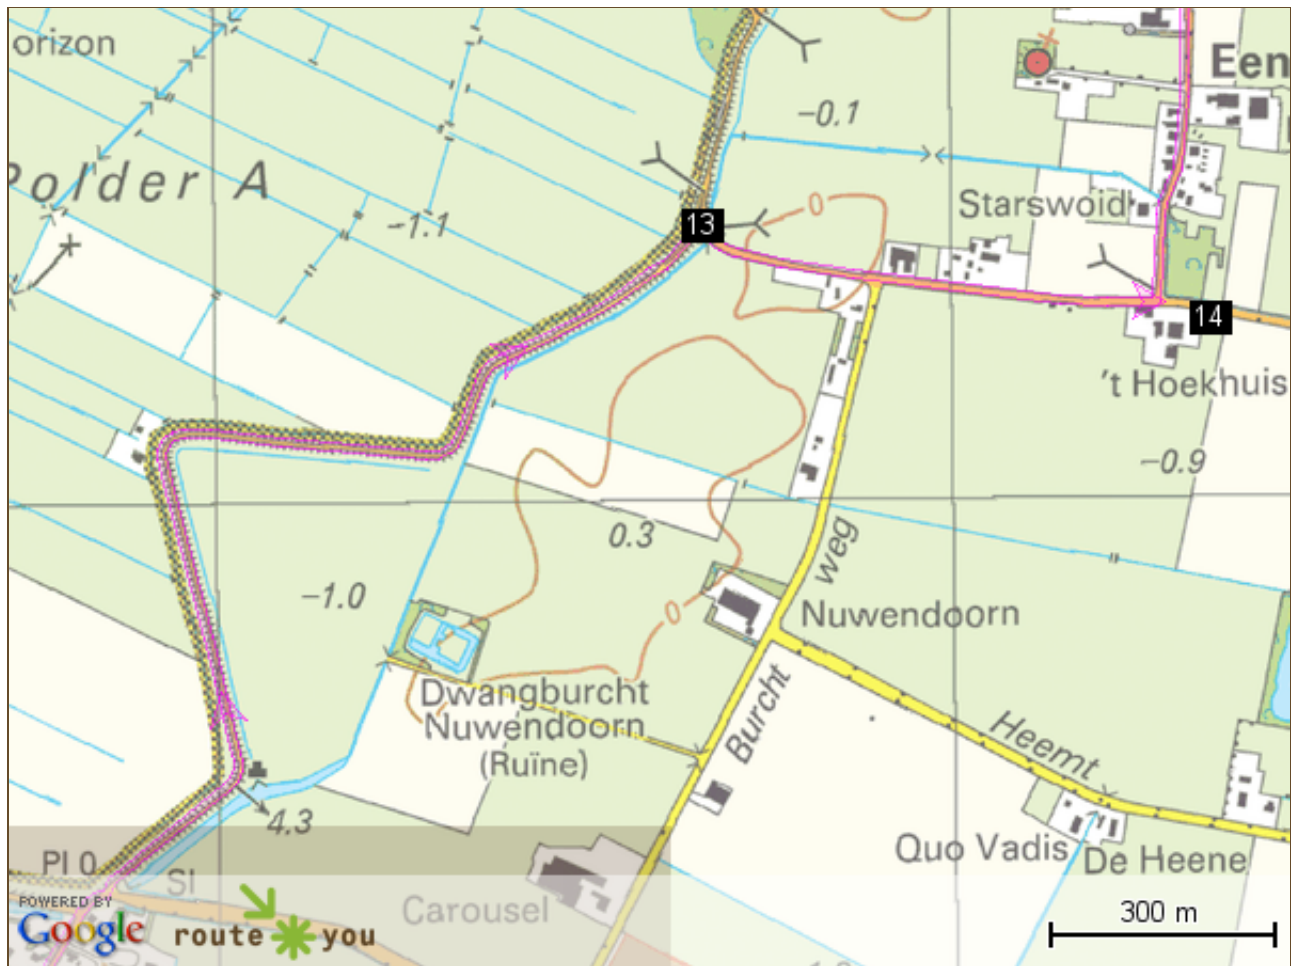 orizon
Een
-0.1
Polder A
-1.1
13
0
Starswoid
14
't Hoekhuis
-0.9
0.3
weg
-1.0
0
Nuwendoorn
Dwangburcht
Nuwendoorn
(Ruïne)
Burcht
Heemt
4.3
Quo Vadis
De Heene
Pl 0
Sl
Carousel
POWERED BY
Google
route you
300 m